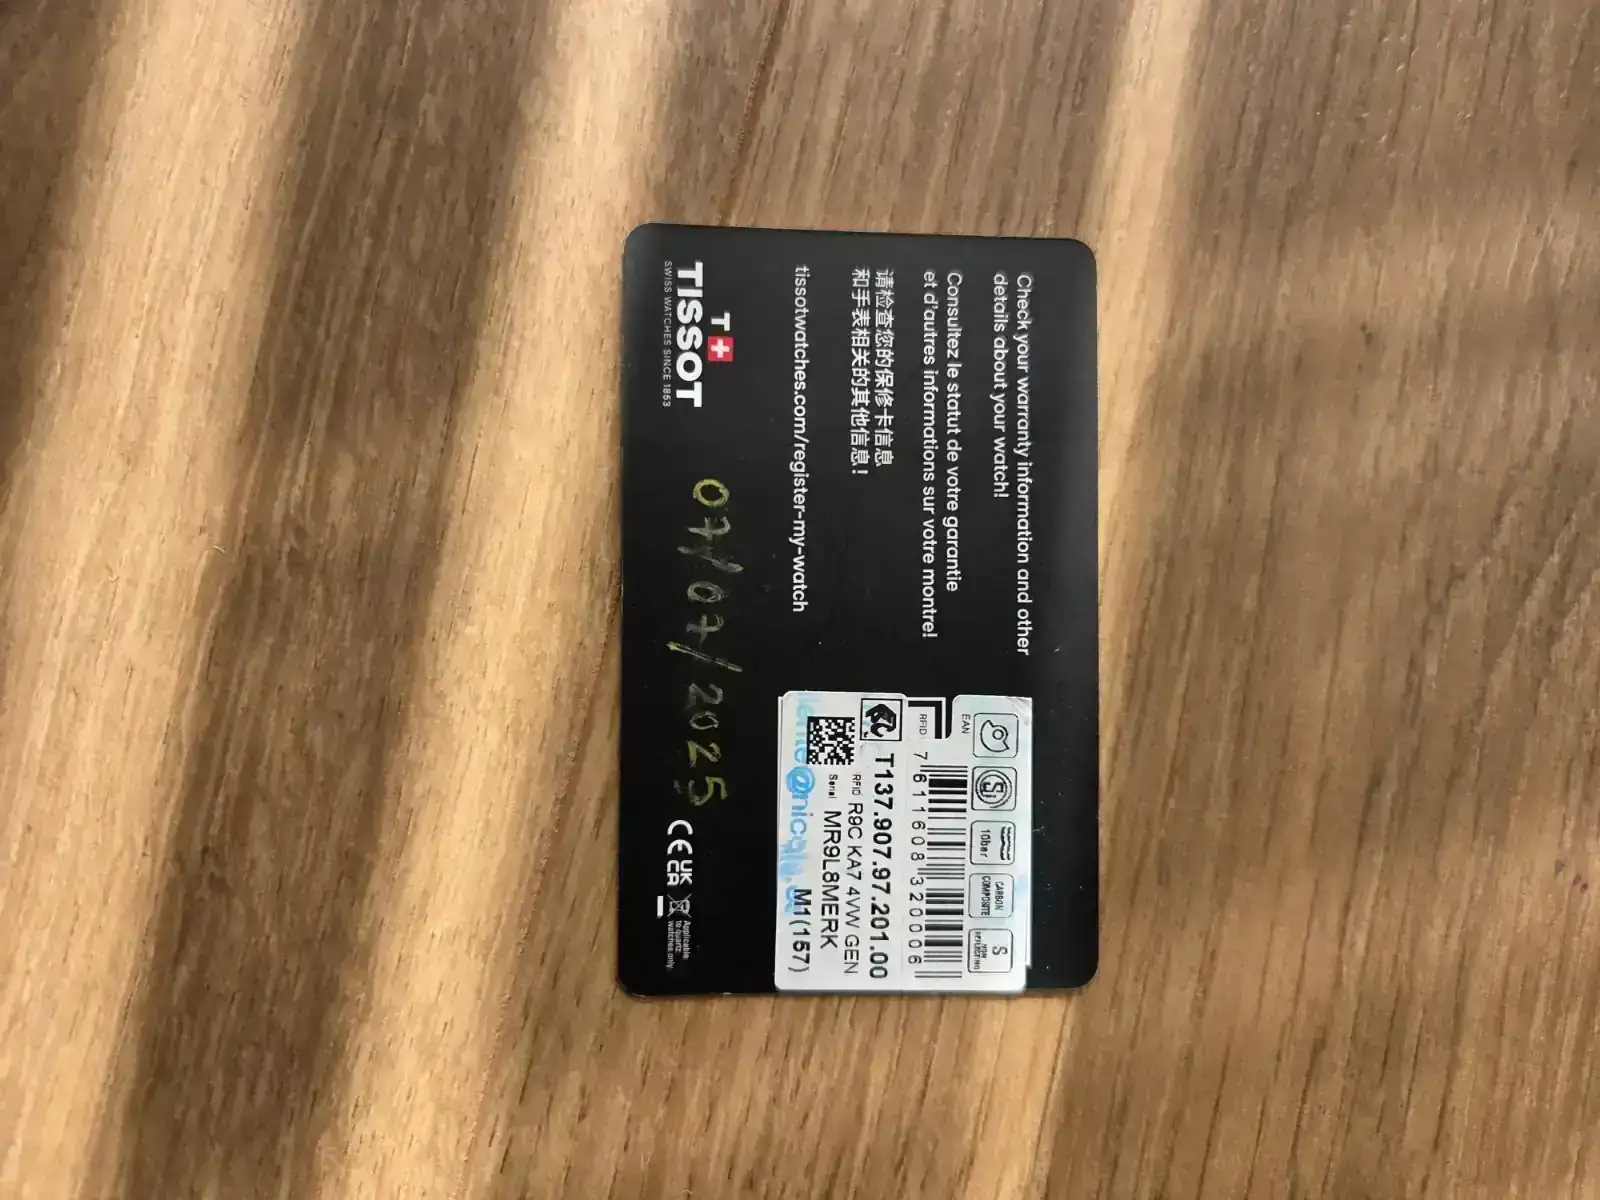 Check your warranty information and other
details about your watch!
Consultez le statut de votre garantie
et d'autres informations sur votre montre!
请检查您的保修卡信息
和手表相关的其他信息!
tissotwatches.com/register-my-watch
T+
TISSOT
SWISS WATCHES SINCE 1853
07/07/2025
CE UK CA
Applicable
to quartz
watches only
Si
10bar
CARBON
COMPOSITE
S
NON
REFLECTING
EAN
RFID
7 611608 320006
T137.907.97.201.00
RFID R9C KA7 4VW GEN
Serial MR9L8MERK
M1(157)